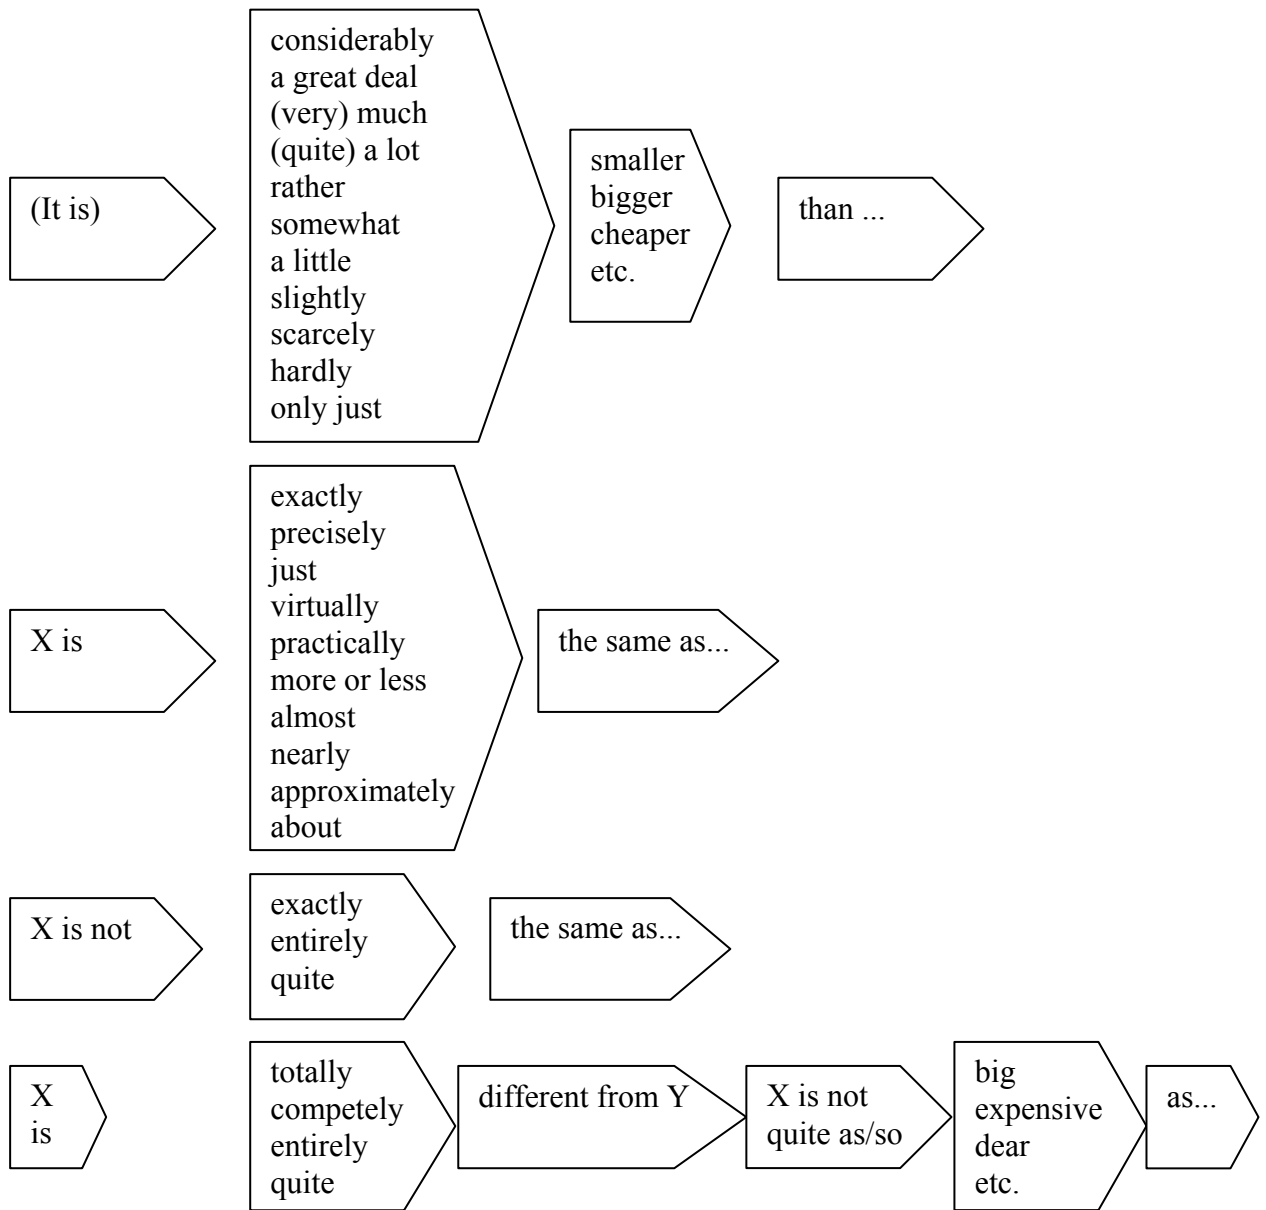 (It is)
considerably
a great deal
(very) much
(quite) a lot
rather
somewhat
a little
slightly
scarcely
hardly
only just
smaller
bigger
cheaper
etc.
than ...
X is
exactly
precisely
just
virtually
practically
more or less
almost
nearly
approximately
about
the same as...
X is not
exactly
entirely
quite
the same as...
X
is
totally
competely
entirely
quite
different from Y
X is not
quite as/so
big
expensive
dear
etc.
as...